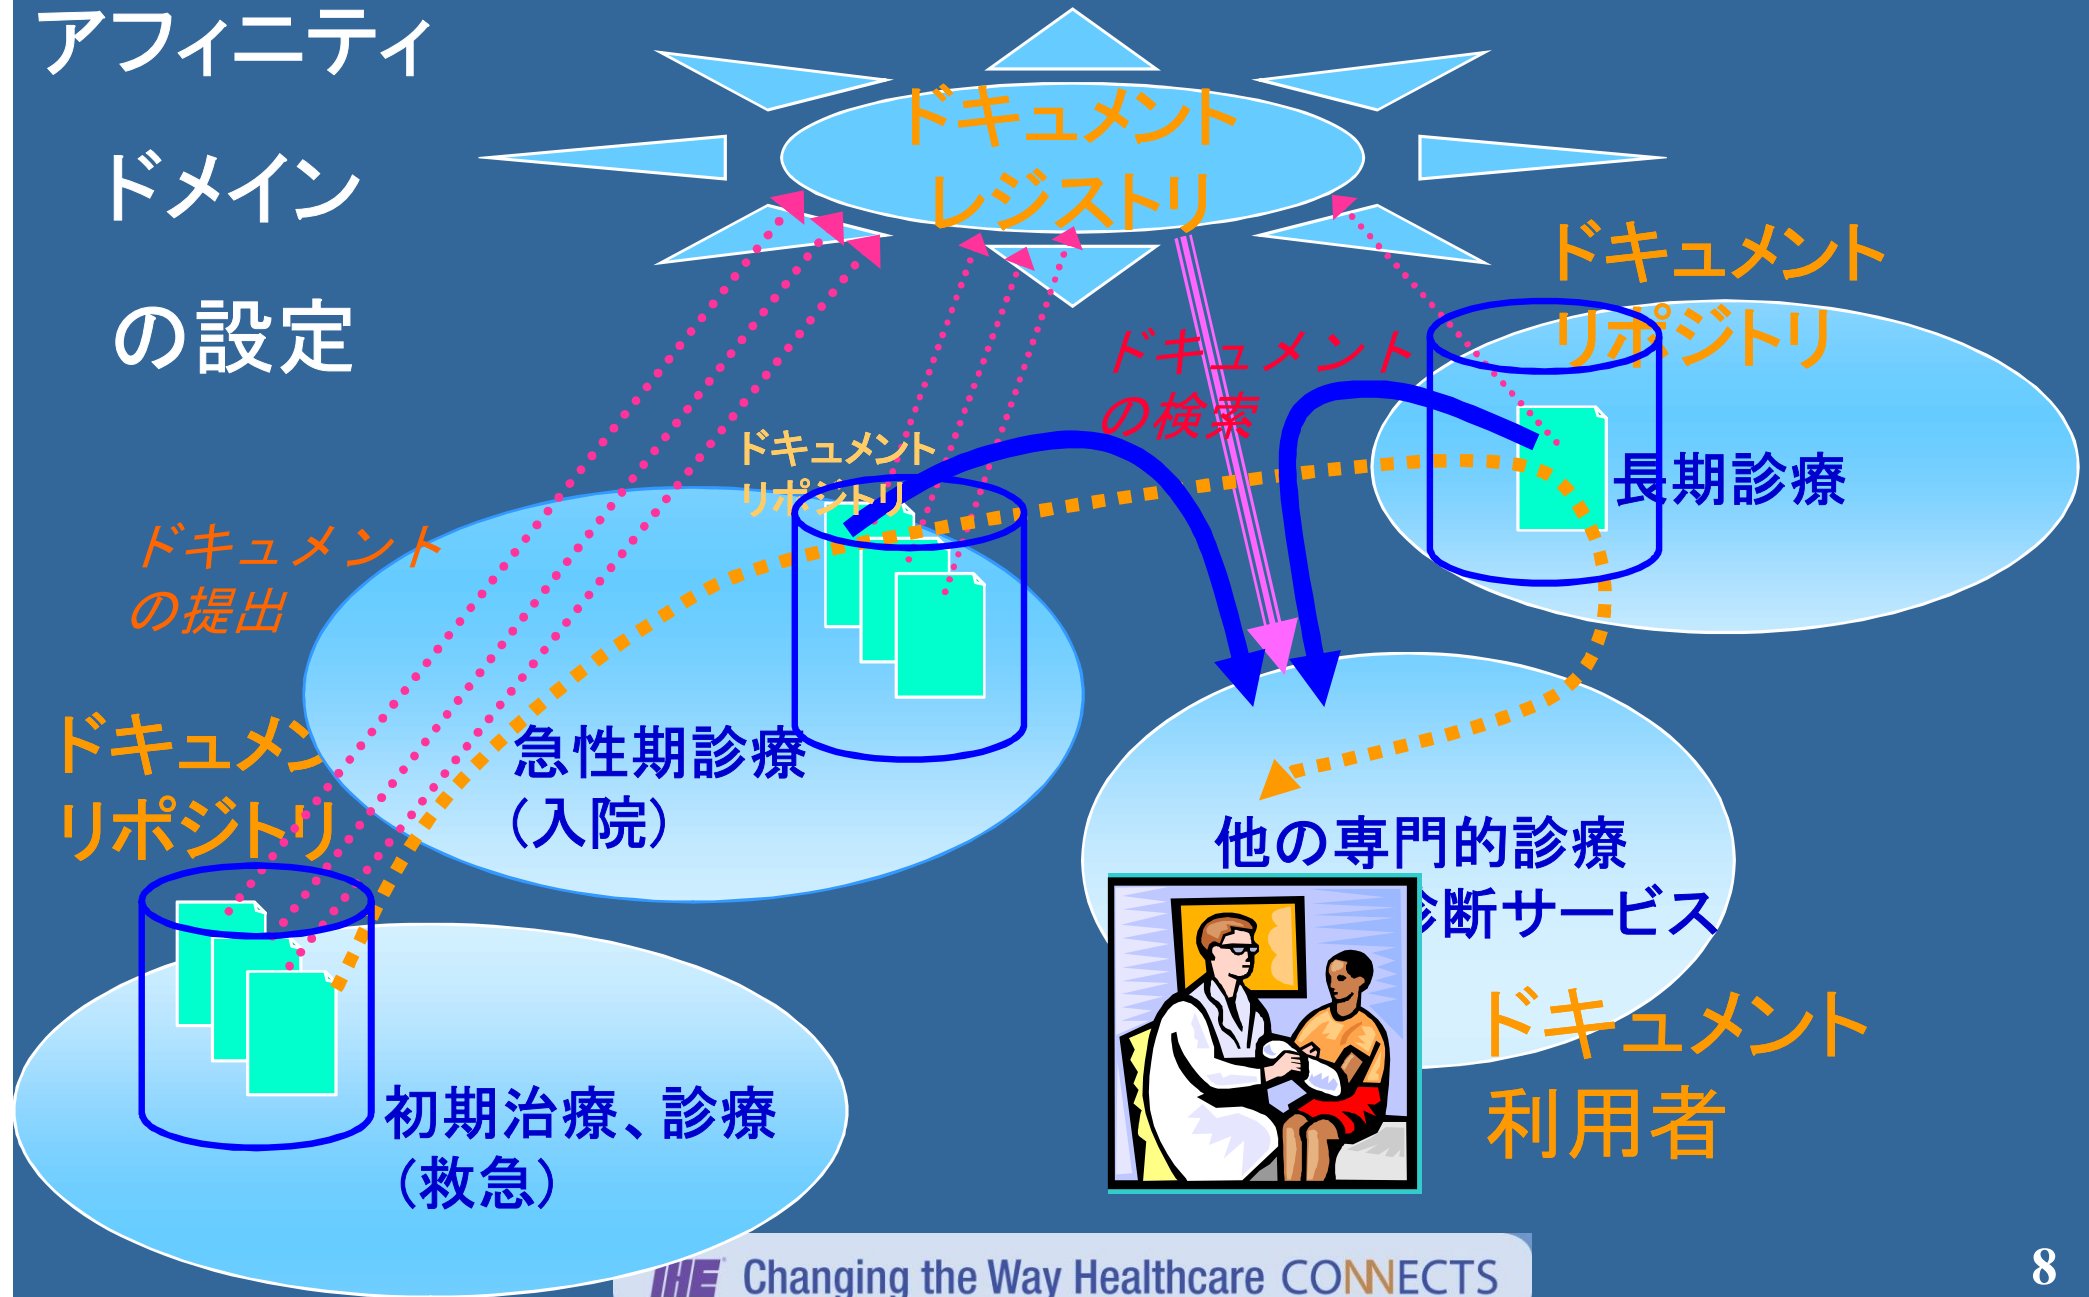 アフィニティ
ドメイン
の設定
ドキュメント
レジストリ
ドキュメント
リポジトリ
ドキュメント
の検索
長期診療
ドキュメント
リポジトリ
ドキュメント
の提出
急性期診療
(入院)
ドキュメン
リポジトリ
初期治療、診療
(救急)
他の専門的診療
診断サービス
ドキュメント
利用者
IHE Changing the Way Healthcare CONNECTS
8